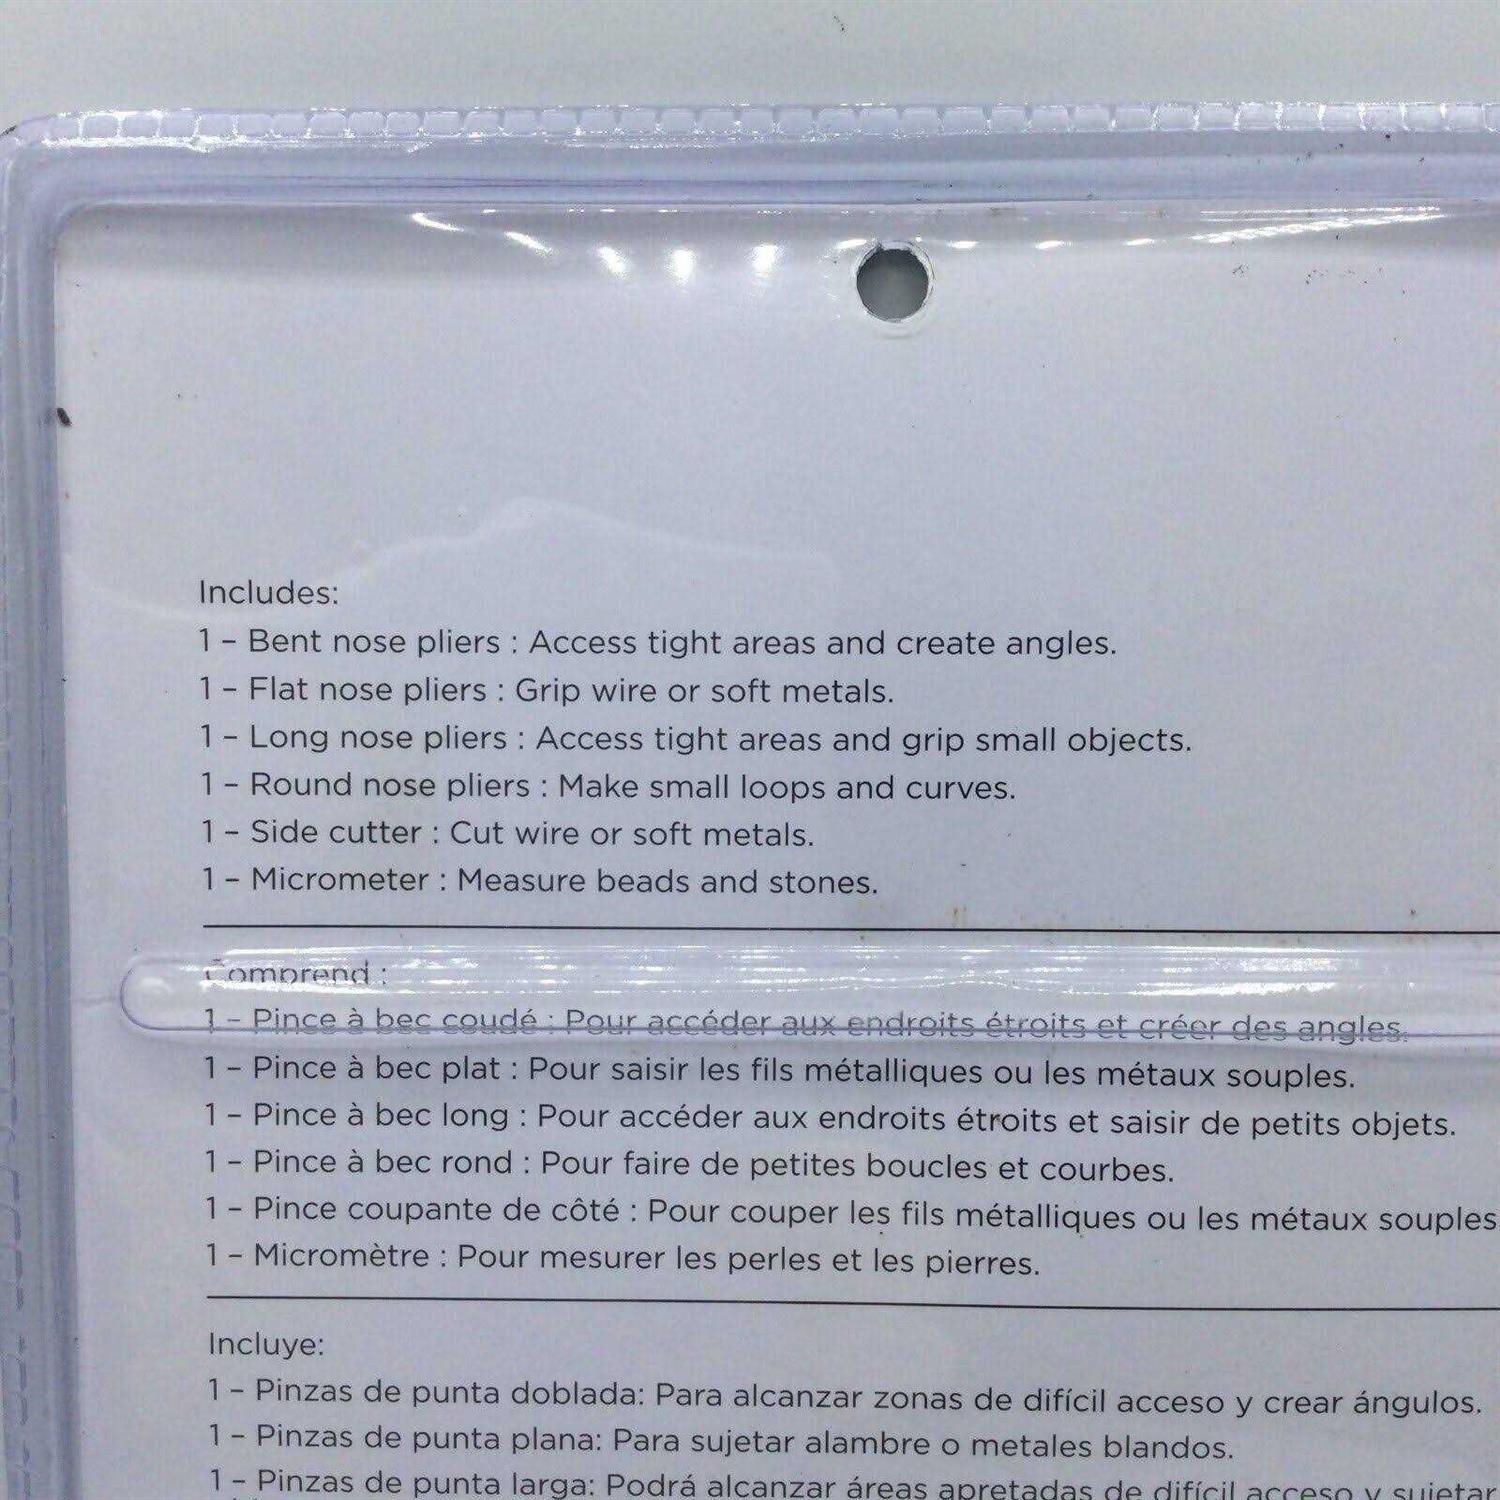 Includes:
1 – Bent nose pliers : Access tight areas and create angles.
1 – Flat nose pliers : Grip wire or soft metals.
1 – Long nose pliers : Access tight areas and grip small objects.
1 – Round nose pliers : Make small loops and curves.
1 – Side cutter : Cut wire or soft metals.
1 – Micrometer : Measure beads and stones.
Comprend :
1 – Pince à bec coudé : Pour accéder aux endroits étroits et créer des angles.
1 – Pince à bec plat : Pour saisir les fils métalliques ou les métaux souples.
1 – Pince à bec long : Pour accéder aux endroits étroits et saisir de petits objets.
1 – Pince à bec rond : Pour faire de petites boucles et courbes.
1 – Pince coupante de côté : Pour couper les fils métalliques ou les métaux souples
1 – Micromètre : Pour mesurer les perles et les pierres.
Incluye:
1 – Pinzas de punta doblada: Para alcanzar zonas de difícil acceso y crear ángulos.
1 – Pinzas de punta plana: Para sujetar alambre o metales blandos.
1 – Pinzas de punta larga: Podrá alcanzar áreas apretadas de difícil acceso y sujetar